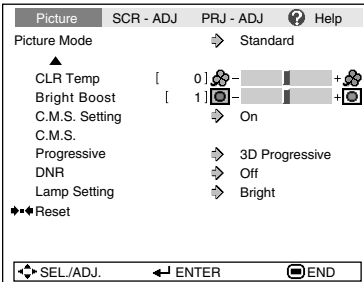 Picture SCR - ADJ PRJ - ADJ ? Help
Picture Mode Standard
CLR Temp [ 0 ] - +
Bright Boost [ 1 ] - +
C.M.S. Setting On
C.M.S.
Progressive 3D Progressive
DNR Off
Lamp Setting Bright
Reset
SEL./ADJ. ENTER END